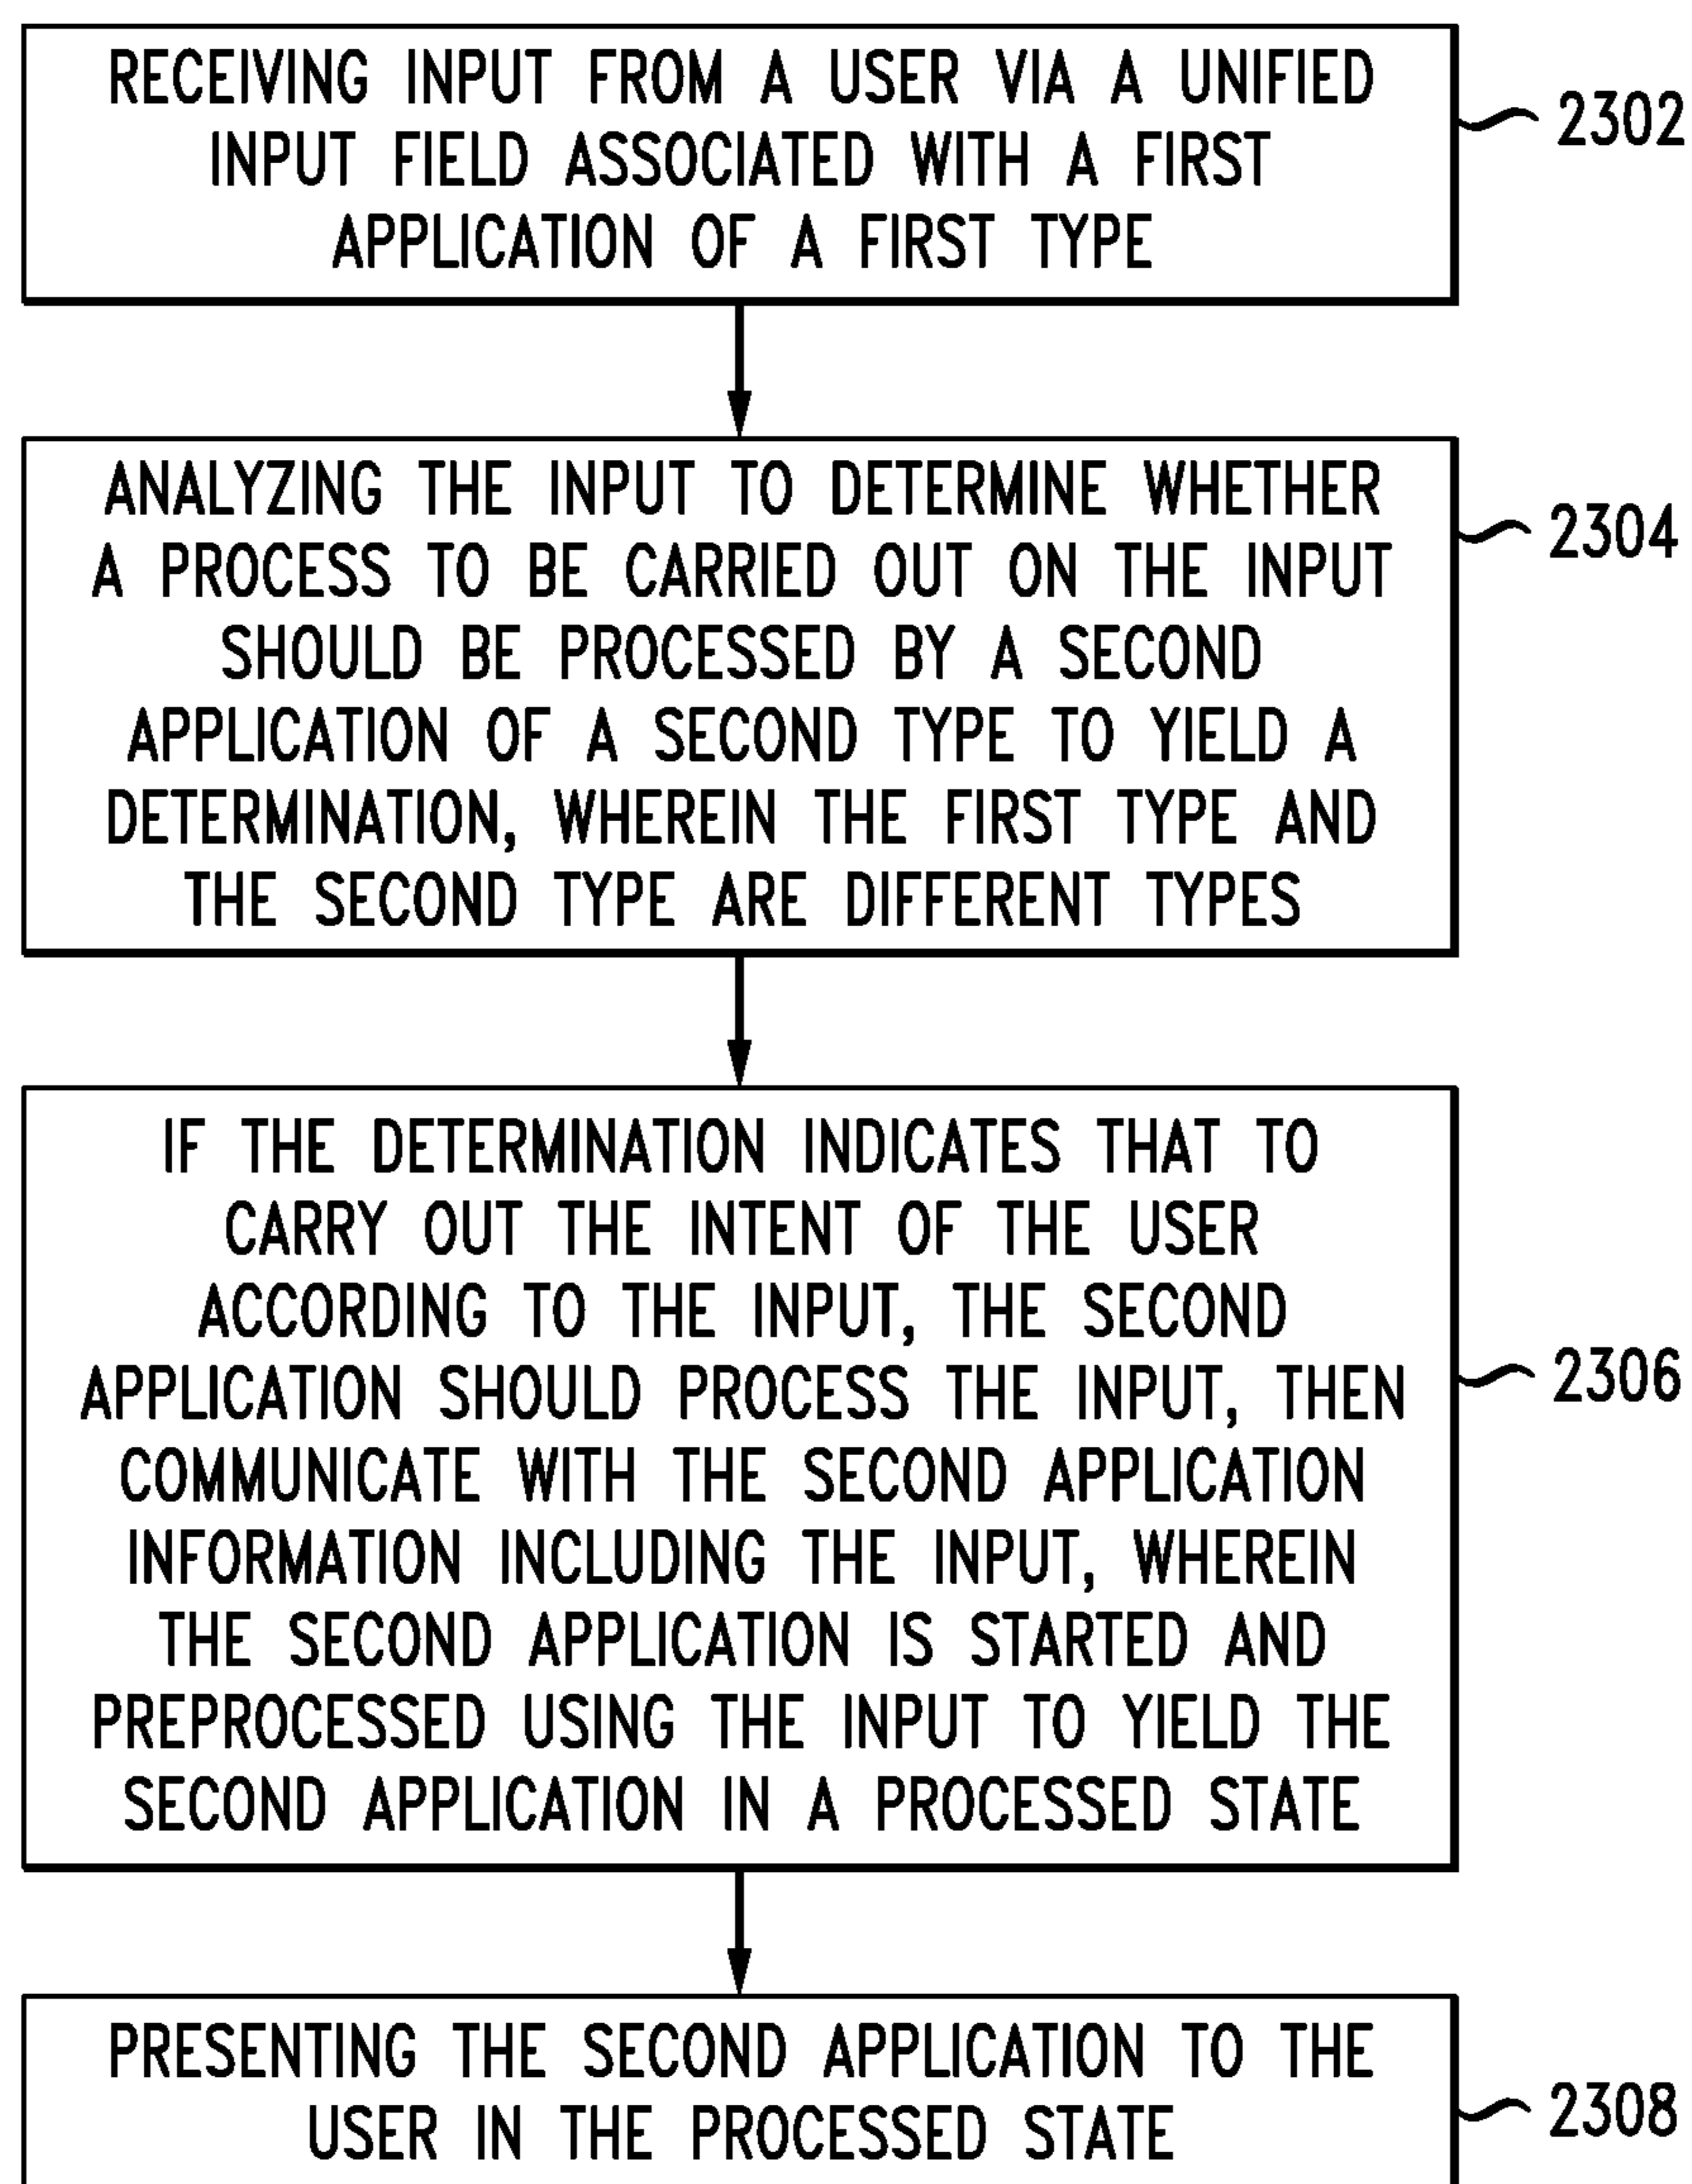 RECEIVING INPUT FROM A USER VIA A UNIFIED
INPUT FIELD ASSOCIATED WITH A FIRST
APPLICATION OF A FIRST TYPE
2302
ANALYZING THE INPUT TO DETERMINE WHETHER
A PROCESS TO BE CARRIED OUT ON THE INPUT
SHOULD BE PROCESSED BY A SECOND
APPLICATION OF A SECOND TYPE TO YIELD A
DETERMINATION, WHEREIN THE FIRST TYPE AND
THE SECOND TYPE ARE DIFFERENT TYPES
2304
IF THE DETERMINATION INDICATES THAT TO
CARRY OUT THE INTENT OF THE USER
ACCORDING TO THE INPUT, THE SECOND
APPLICATION SHOULD PROCESS THE INPUT, THEN
COMMUNICATE WITH THE SECOND APPLICATION
INFORMATION INCLUDING THE INPUT, WHEREIN
THE SECOND APPLICATION IS STARTED AND
PREPROCESSED USING THE INPUT TO YIELD THE
SECOND APPLICATION IN A PROCESSED STATE
2306
PRESENTING THE SECOND APPLICATION TO THE
USER IN THE PROCESSED STATE
2308